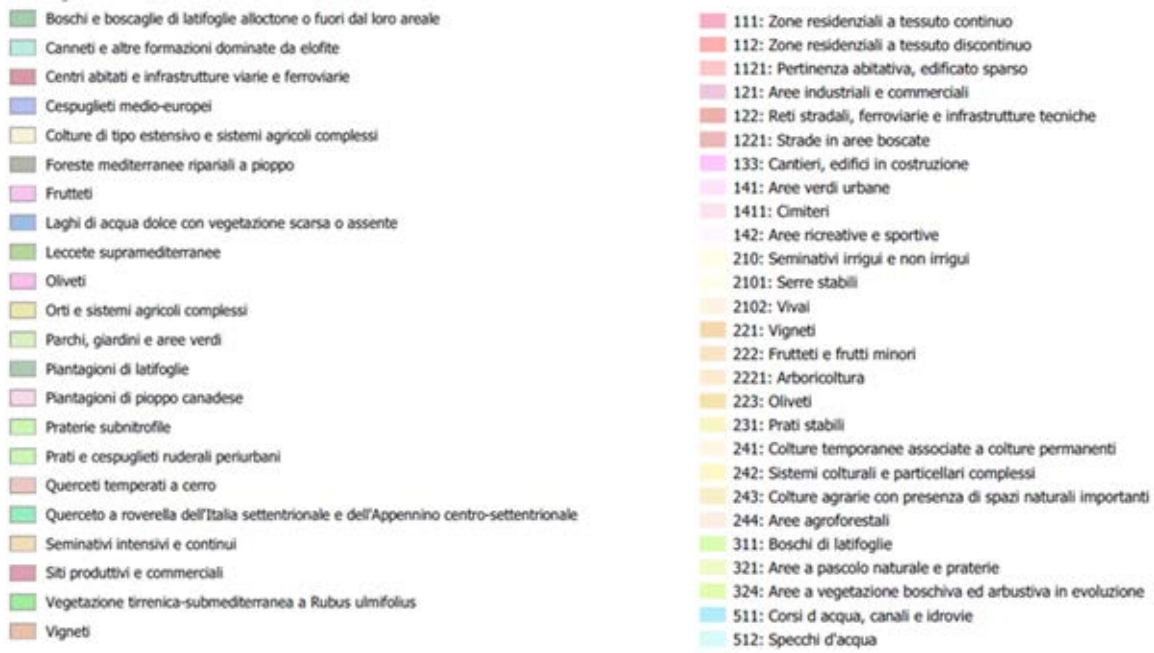 Boschi e boscaglie di latifoglie alloctone o fuori dal loro areale
Canneti e altre formazioni dominate da elofite
Centri abitati e infrastrutture viarie e ferroviarie
Cespuglieti medio-europei
Colture di tipo estensivo e sistemi agricoli complessi
Foreste mediterranee ripariali a pioppo
Frutteti
Laghi di acqua dolce con vegetazione scarsa o assente
Leccete supramediterranee
Oliveti
Orti e sistemi agricoli complessi
Parchi, giardini e aree verdi
Piantagioni di latifoglie
Piantagioni di pioppo canadese
Praterie subnitrofile
Prati e cespuglieti ruderali periurbani
Querceti temperati a cerro
Querceto a roverella dell'Italia settentrionale e dell'Appennino centro-settentrionale
Seminativi intensivi e continui
Siti produttivi e commerciali
Vegetazione tirrenica-submediterranea a Rubus ulmifolius
Vigneti
111: Zone residenziali a tessuto continuo
112: Zone residenziali a tessuto discontinuo
1121: Pertinenza abitativa, edificato sparso
121: Aree industriali e commerciali
122: Reti stradali, ferroviarie e infrastrutture tecniche
1221: Strade in aree boscate
133: Cantieri, edifici in costruzione
141: Aree verdi urbane
1411: Cimiteri
142: Aree ricreative e sportive
210: Seminativi irrigui e non irrigui
2101: Serre stabili
2102: Vivai
221: Vigneti
222: Frutteti e frutti minori
2221: Arboricoltura
223: Oliveti
231: Prati stabili
241: Colture temporanee associate a colture permanenti
242: Sistemi colturali e particellari complessi
243: Colture agrarie con presenza di spazi naturali importanti
244: Aree agroforestali
311: Boschi di latifoglie
321: Aree a pascolo naturale e praterie
324: Aree a vegetazione boschiva ed arbustiva in evoluzione
511: Corsi d acqua, canali e idrovie
512: Specchi d'acqua